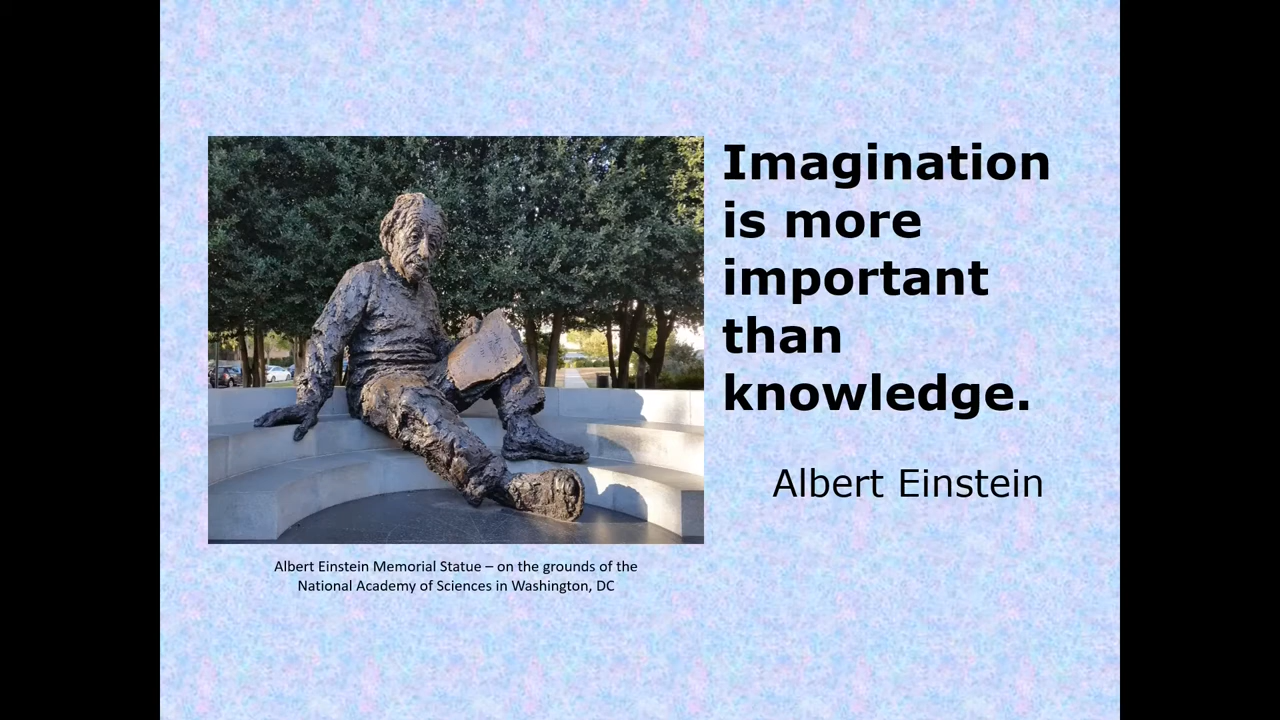 Imagination
is more
important
than
knowledge.
Albert Einstein
Albert Einstein Memorial Statue – on the grounds of the
National Academy of Sciences in Washington, DC